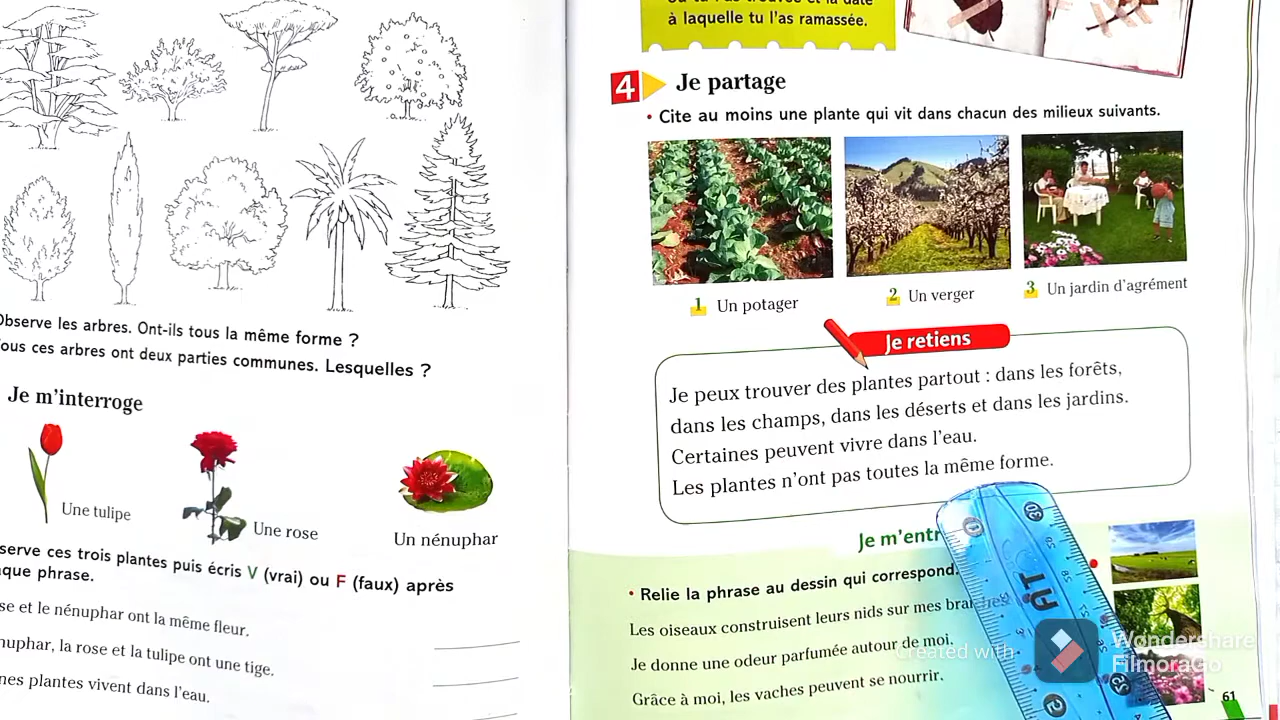 Observe les arbres. Ont-ils tous la même forme ?
Tous ces arbres ont deux parties communes. Lesquelles ?
Je m'interroge
Une tulipe
Une rose
Un nénuphar
serve ces trois plantes puis écris V (vrai) ou F (faux) après
que phrase.
se et le nénuphar ont la même fleur.
nuphar, la rose et la tulipe ont une tige.
nes plantes vivent dans l'eau.
à laquelle tu l'as ramassée.
4 Je partage
• Cite au moins une plante qui vit dans chacun des milieux suivants.
1 Un potager
2 Un verger
3 Un jardin d'agrément
Je retiens
Je peux trouver des plantes partout : dans les forêts,
dans les champs, dans les déserts et dans les jardins.
Certaines peuvent vivre dans l'eau.
Les plantes n'ont pas toutes la même forme.
Je m'entr
• Relie la phrase au dessin qui correspond.
Les oiseaux construisent leurs nids sur mes branches.
Je donne une odeur parfumée autour de moi.
Grâce à moi, les vaches peuvent se nourrir.
61
Created with
Wondershare
FilmoraGo